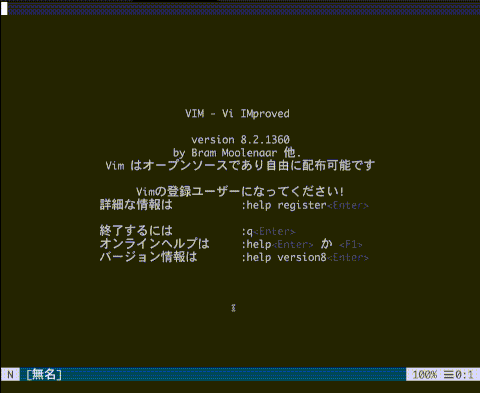 VIM - Vi IMproved
version 8.2.1360
by Bram Moolenaar 他.
Vim はオープンソースであり自由に配布可能です
Vimの登録ユーザーになってください!
詳細な情報は :help register<Enter>
終了するには :q<Enter>
オンラインヘルプは :help<Enter> か <F1>
バージョン情報は :help version8<Enter>
N [無名] 100% ☰0:1